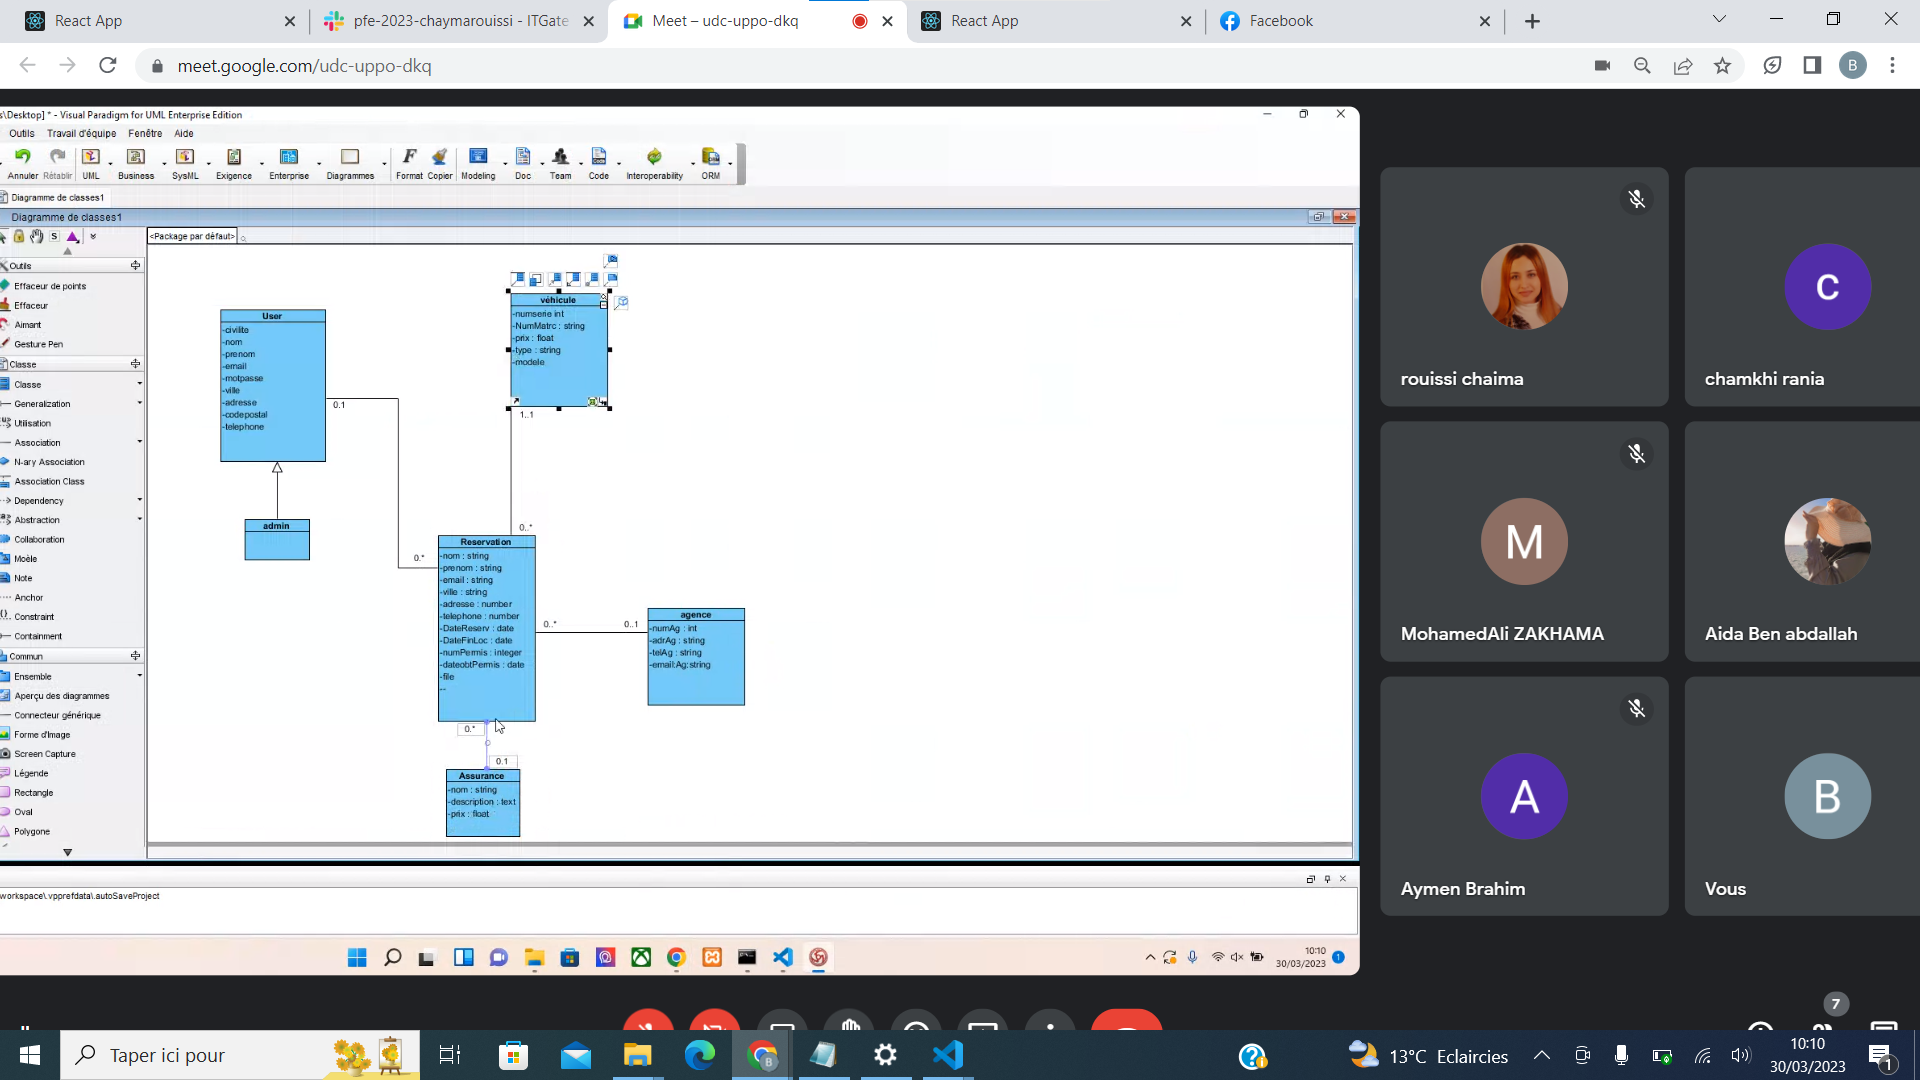 React App
pfe-2023-chaymarouissi - ITGate
Meet – udc-uppo-dkq
React App
Facebook
meet.google.com/udc-uppo-dkq
B
s\Desktop] * - Visual Paradigm for UML Enterprise Edition
Outils Travail d'équipe Fenêtre Aide
Annuler Rétablir UML Business SysML Exigence Enterprise Diagrammes Format Copier Modeling Doc Team Code Interoperability ORM
Diagramme de classes1
Diagramme de classes1
<Package par défaut>
Outils
Effaceur de points
Effaceur
Aimant
Gesture Pen
Classe
Classe
Generalization
Utilisation
Association
N-ary Association
Association Class
Dependency
Abstraction
Collaboration
Moèle
Note
Anchor
Constraint
Containment
Commun
Ensemble
Aperçu des diagrammes
Connecteur générique
Forme d'Image
Screen Capture
Légende
Rectangle
Oval
Polygone
User
-civilite
-nom
-prenom
-email
-motpasse
-ville
-adresse
-codepostal
-telephone
0.1
admin
véhicule
-numserie int
-NumMatrc : string
-prix : float
-type : string
-modele
1..1
0..*
0.*
Reservation
-nom : string
-prenom : string
-email : string
-ville : string
-adresse : number
-telephone : number
-DateReserv : date
-DateFinLoc : date
-numPermis : integer
-dateobtPermis : date
-file
--
0..*
0..1
agence
-numAg : int
-adrAg : string
-telAg : string
-email:Ag:string
0.*
0.1
Assurance
-nom : string
-description : text
-prix : float
workspace\.vpprefdata\.autoSaveProject
10:10
30/03/2023
1
rouissi chaima
C
chamkhi rania
M
MohamedAli ZAKHAMA
Aida Ben abdallah
A
Aymen Brahim
B
Vous
7
Taper ici pour
13°C Eclaircies
10:10
30/03/2023
1